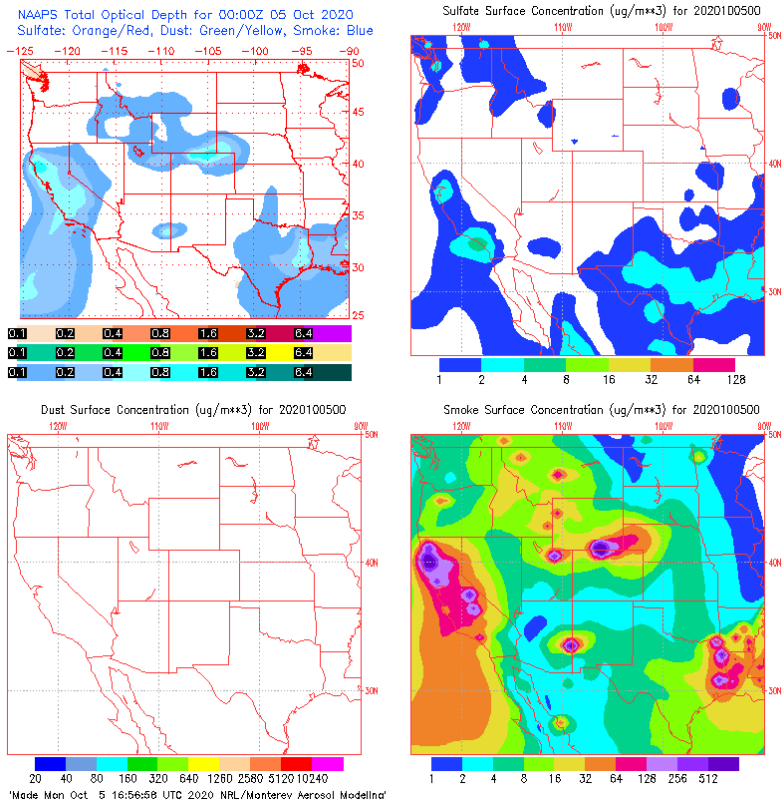 NAAPS Total Optical Depth for 00:00Z 05 Oct 2020
Sulfate: Orange/Red, Dust: Green/Yellow, Smoke: Blue
-125 -120 -115 -110 -105 -100 -95 -90
50
45
40
35
30
25
0.1 0.2 0.4 0.8 1.6 3.2 6.4
0.1 0.2 0.4 0.8 1.6 3.2 6.4
0.1 0.2 0.4 0.8 1.6 3.2 6.4
Sulfate Surface Concentration (ug/m**3) for 2020100500
120W 110W 100W 90W
50N
40N
30N
1 2 4 8 16 32 64 128
Dust Surface Concentration (ug/m**3) for 2020100500
120W 110W 100W 90W
50N
40N
30N
20 40 80 160 320 640 1260 2580 5120 10240
Smoke Surface Concentration (ug/m**3) for 2020100500
120W 110W 100W 90W
50N
40N
30N
1 2 4 8 16 32 64 128 256 512
'Made Mon Oct 5 16:56:58 UTC 2020 NRL/Monterey Aerosol Modeling'